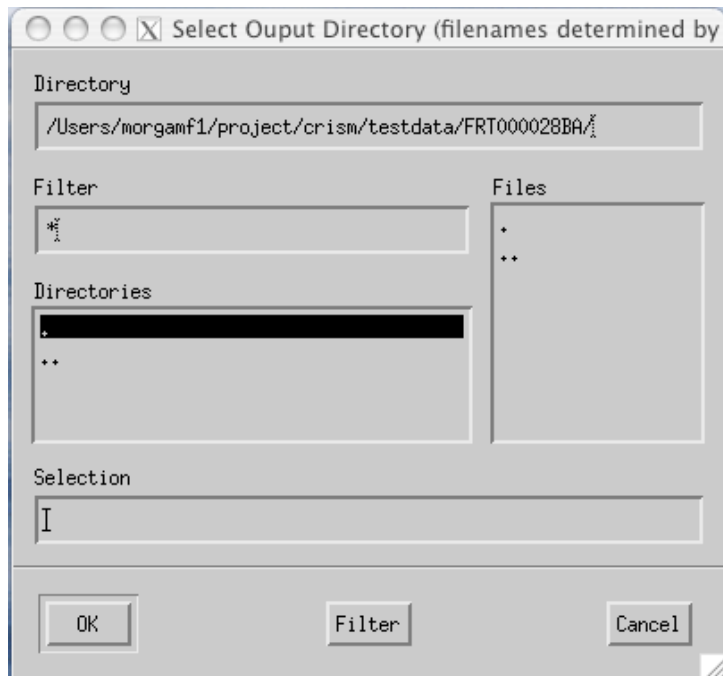 Select Ouput Directory (filenames determined by
Directory
/Users/morgamf1/project/crism/testdata/FRT000028BA/
Filter
*
Files
.
..
Directories
.
..
Selection
OK
Filter
Cancel